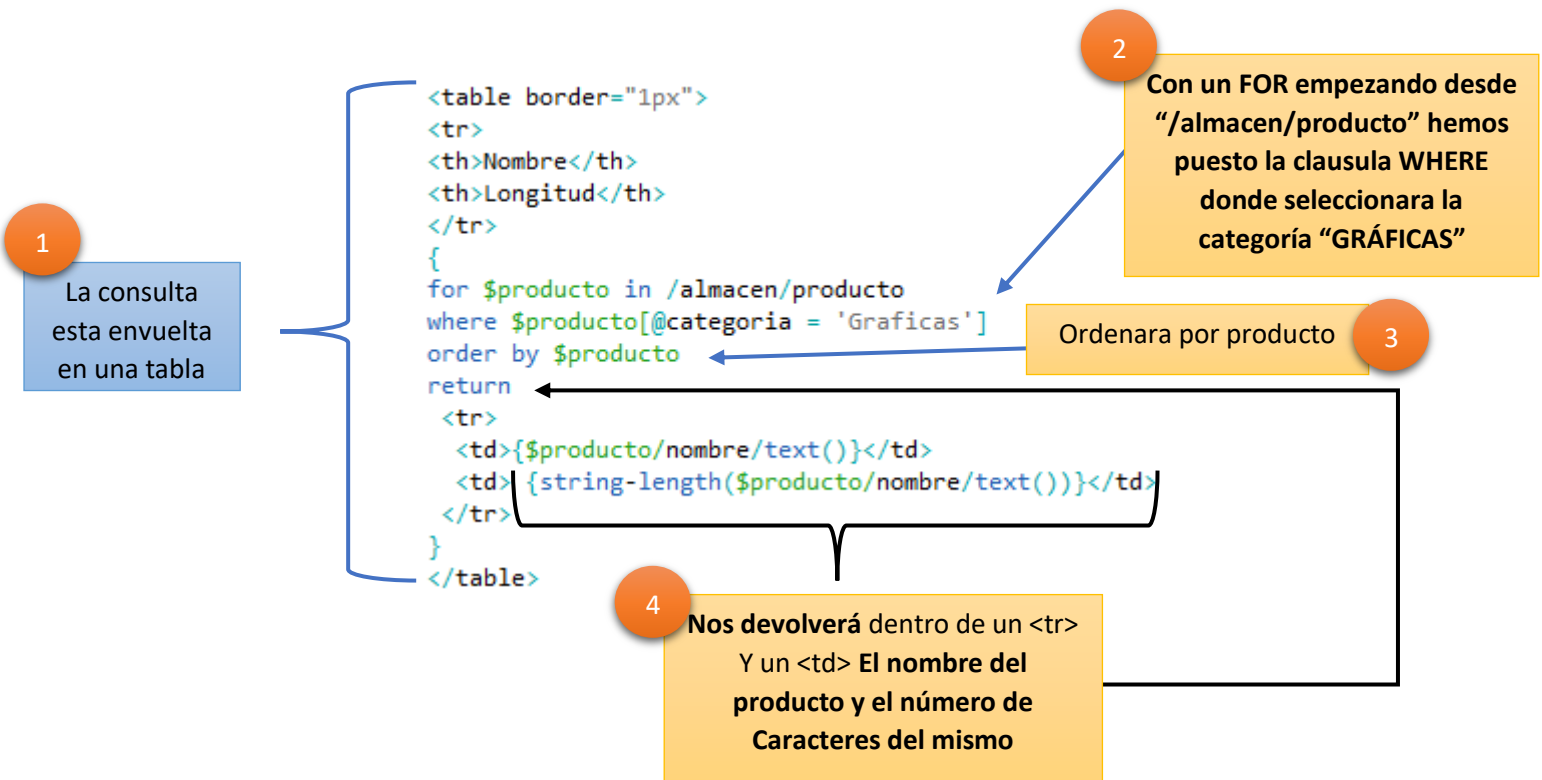 1
La consulta
esta envuelta
en una tabla
<table border="1px">
<tr>
<th>Nombre</th>
<th>Longitud</th>
</tr>
{
for $producto in /almacen/producto
where $producto[@categoria = 'Graficas']
order by $producto
return
<tr>
<td>{$producto/nombre/text()}</td>
<td> {string-length($producto/nombre/text())}</td>
</tr>
}
</table>
2
Con un FOR empezando desde
“/almacen/producto” hemos
puesto la clausula WHERE
donde seleccionara la
categoría “GRÁFICAS”
Ordenara por producto
3
4
Nos devolverá dentro de un <tr>
Y un <td> El nombre del
producto y el número de
Caracteres del mismo